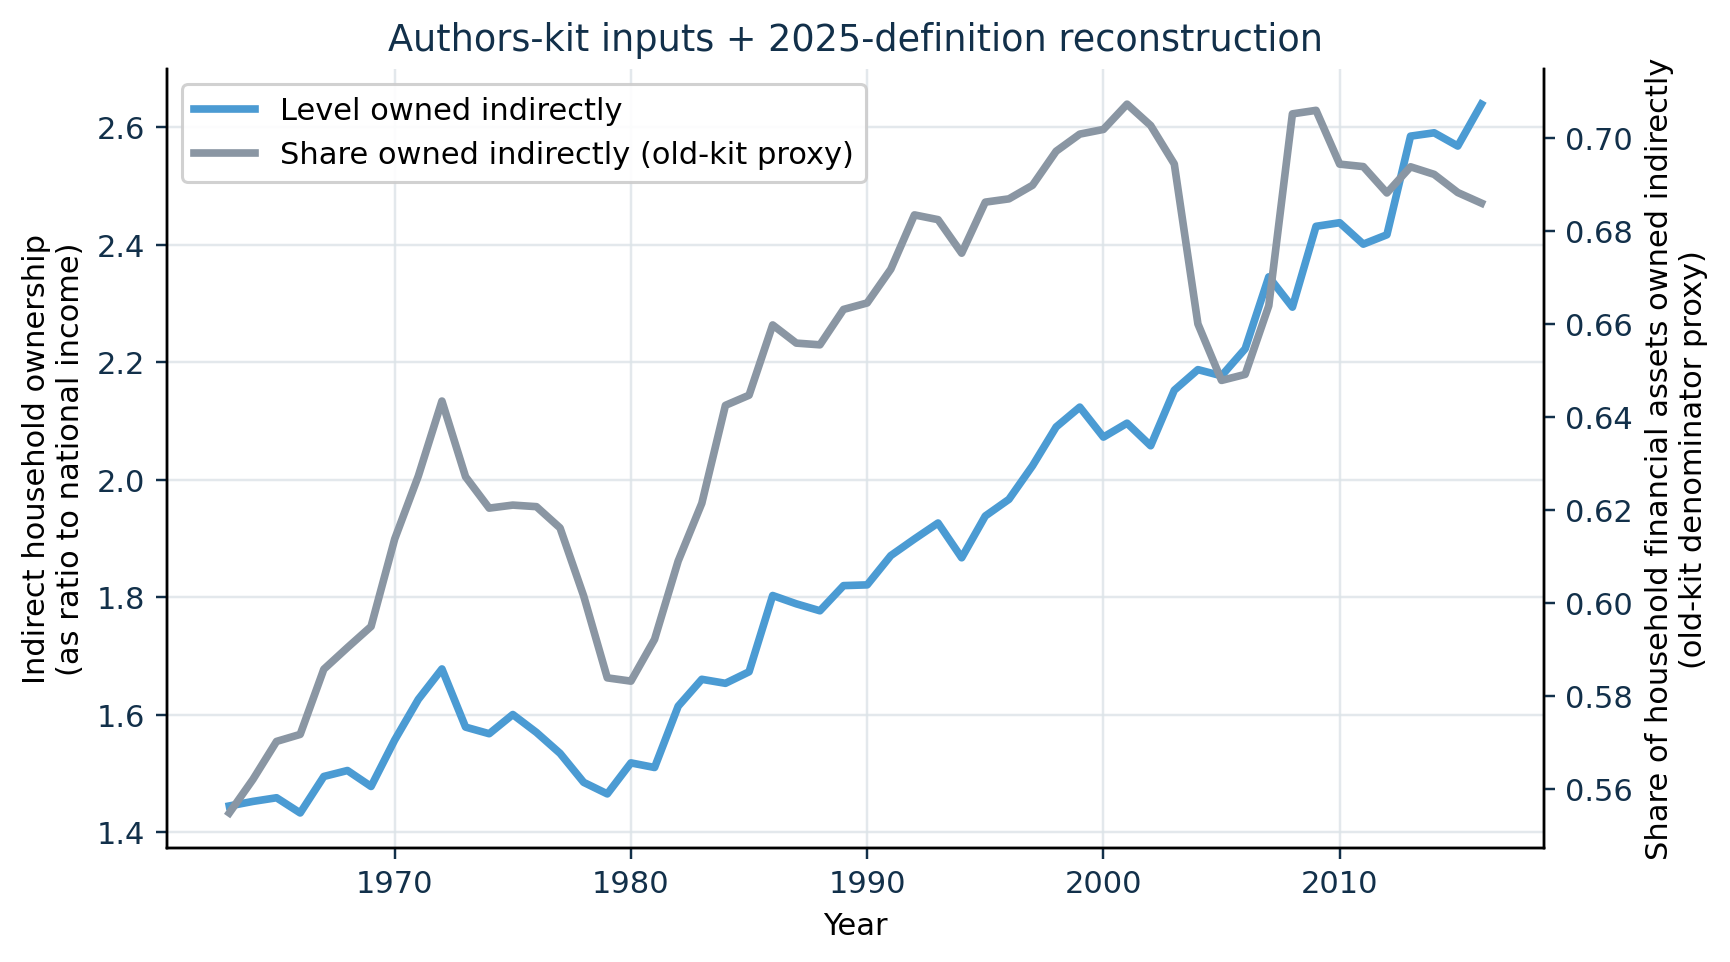 Authors-kit inputs + 2025-definition reconstruction
Level owned indirectly
Share owned indirectly (old-kit proxy)
Indirect household ownership
(as ratio to national income)
2.6
2.4
2.2
2.0
1.8
1.6
1.4
0.70
0.68
0.66
0.64
0.62
0.60
0.58
0.56
Share of household financial assets owned indirectly
(old-kit denominator proxy)
1970
1980
1990
2000
2010
Year